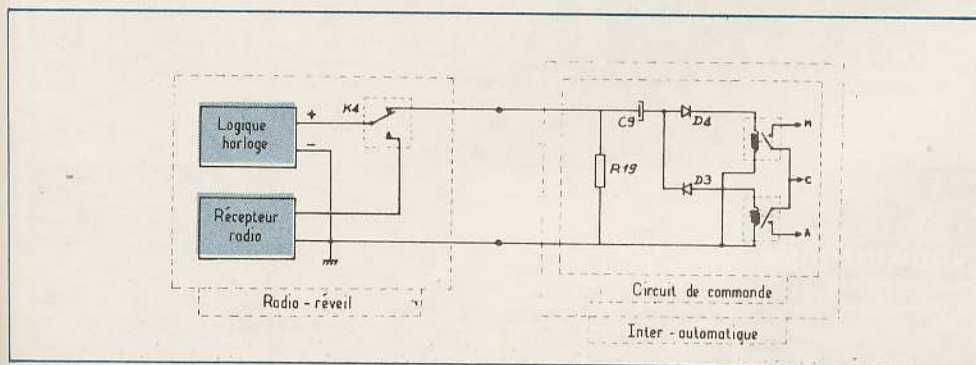 Logique
horloge
+
-
K4
Récepteur
radio
Radio - réveil
C9
D4
R19
D3
M
C
A
Circuit de commande
Inter - automatique